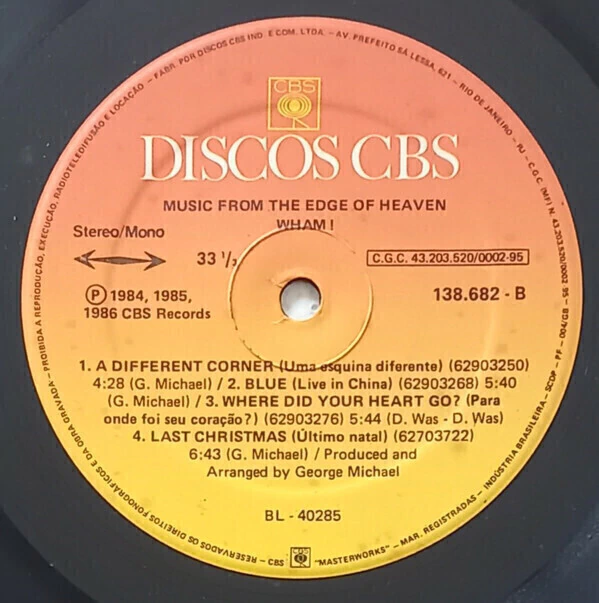 FABR. POR DISCOS CBS IND. E COM. LTDA. - AV. PREFEITO SÁ LESSA, 621 - RIO DE JANEIRO - RJ - C.G.C. (MF) N. 43.203.520/0002-95 SCDP - PF - 004/GB - INDÚSTRIA BRASILEIRA - MAR. REGISTRADAS - "MASTERWORKS"
CBS
DISCOS CBS
MUSIC FROM THE EDGE OF HEAVEN
WHAM!
Stereo/Mono
33 1/3
C.G.C. 43.203.520/0002-95
Ⓟ 1984, 1985,
1986 CBS Records
138.682 - B
1. A DIFFERENT CORNER (Uma esquina diferente) (62903250)
4:28 (G. Michael) / 2. BLUE (Live in China) (62903268) 5:40
(G. Michael) / 3. WHERE DID YOUR HEART GO? (Para
onde foi seu coração?) (62903276) 5:44 (D. Was - D. Was)
4. LAST CHRISTMAS (Último natal) (62703722)
6:43 (G. Michael) / Produced and
Arranged by George Michael
BL - 40285
CBS - RESERVADOS OS DIREITOS FONOGRÁFICOS E DA OBRA GRAVADA - PROIBIDA A REPRODUÇÃO, EXECUÇÃO, RADIOTELEDIFUSÃO E LOCAÇÃO -